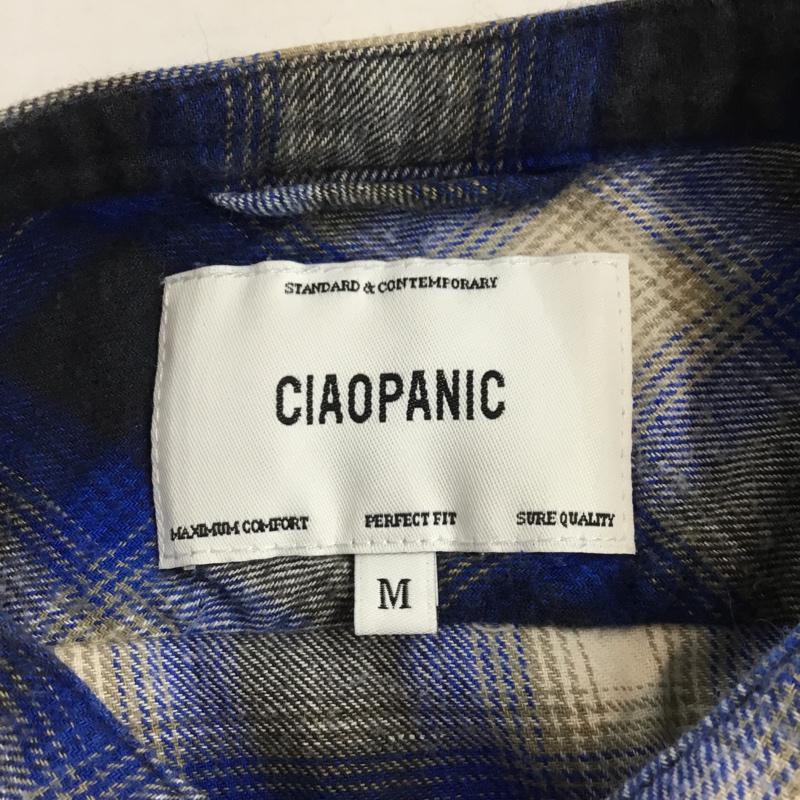 STANDARD & CONTEMPORARY
CIAOPANIC
MAXIMUM COMFORT PERFECT FIT SURE QUALITY
M